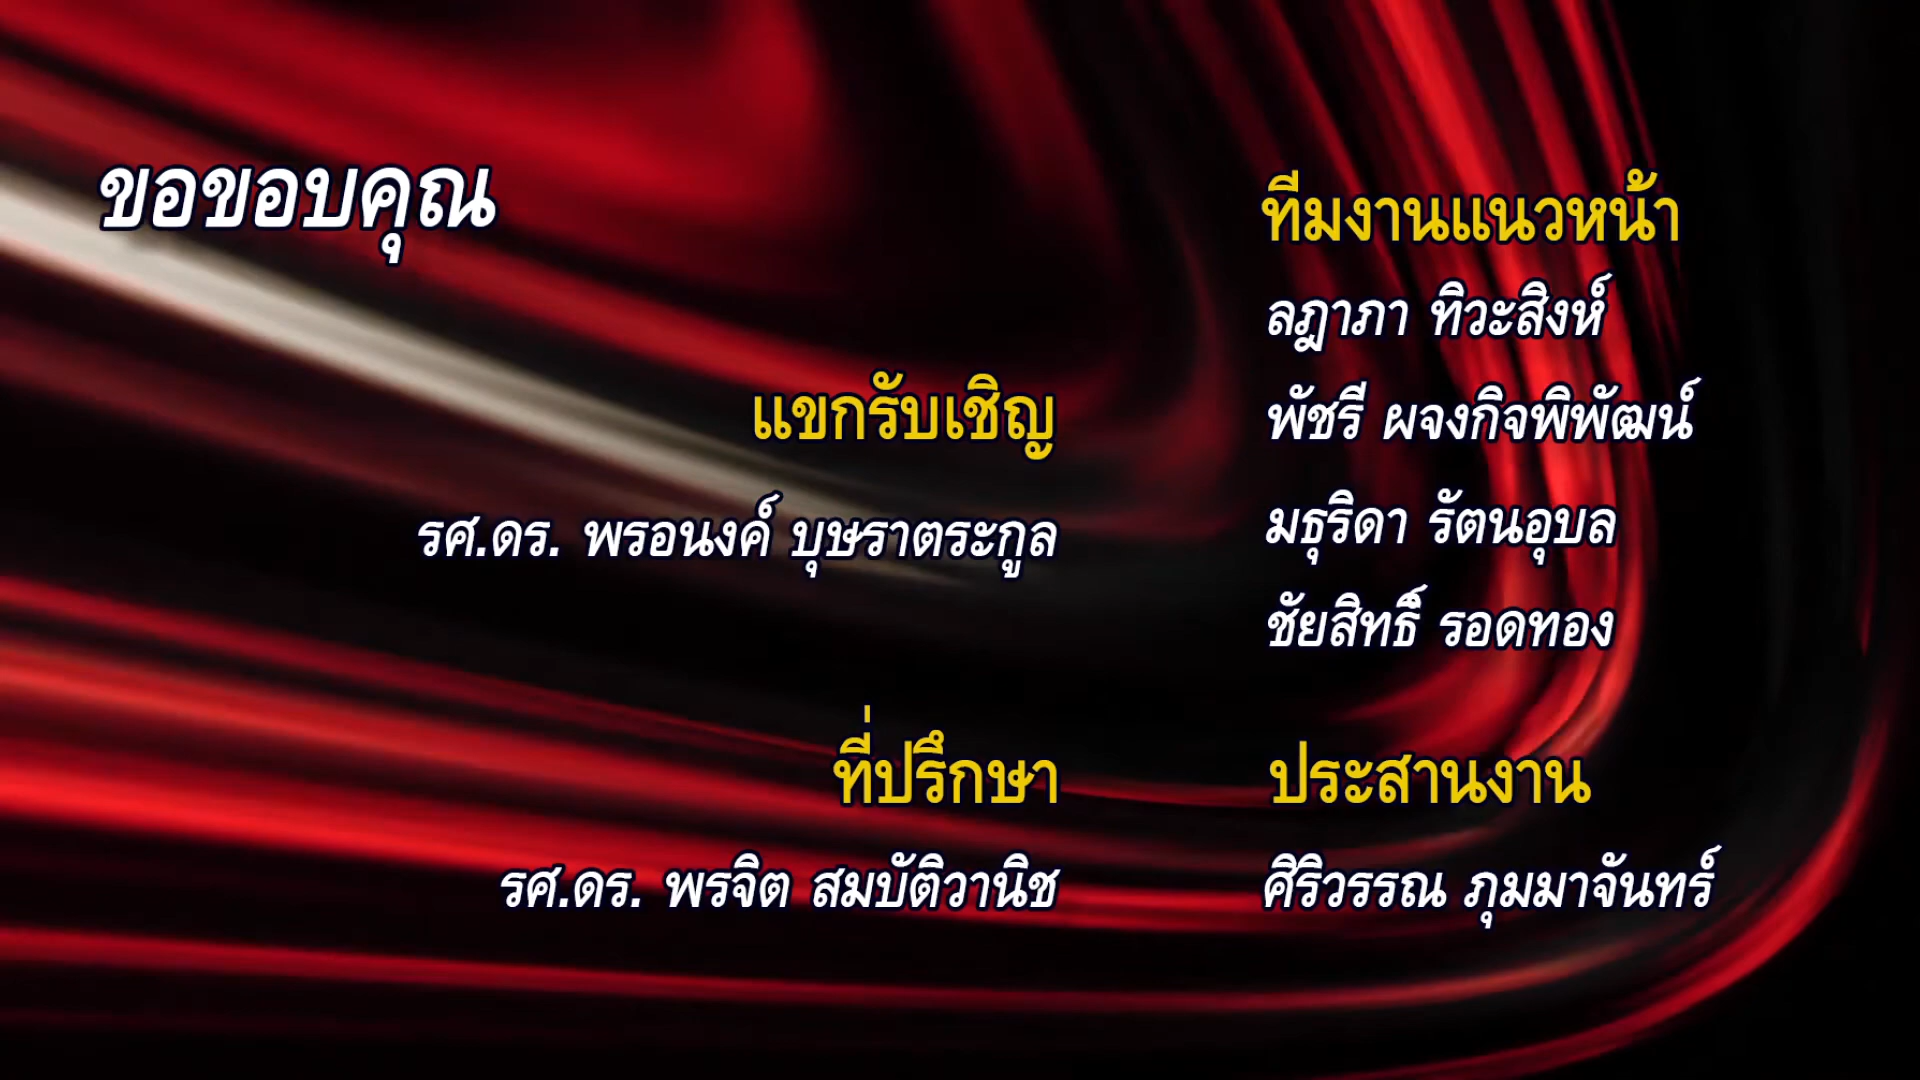 ขอขอบคุณ
แขกรับเชิญ
รศ.ดร. พรอนงค์ บุษราตระกูล
ที่ปรึกษา
รศ.ดร. พรจิต สมบัติวานิช
ทีมงานแนวหน้า
ลฎาภา ทิวะสิงห์
พัชรี ผจงกิจพิพัฒน์
มธุริดา รัตนอุบล
ชัยสิทธิ์ รอดทอง
ประสานงาน
ศิริวรรณ ภุมมาจันทร์